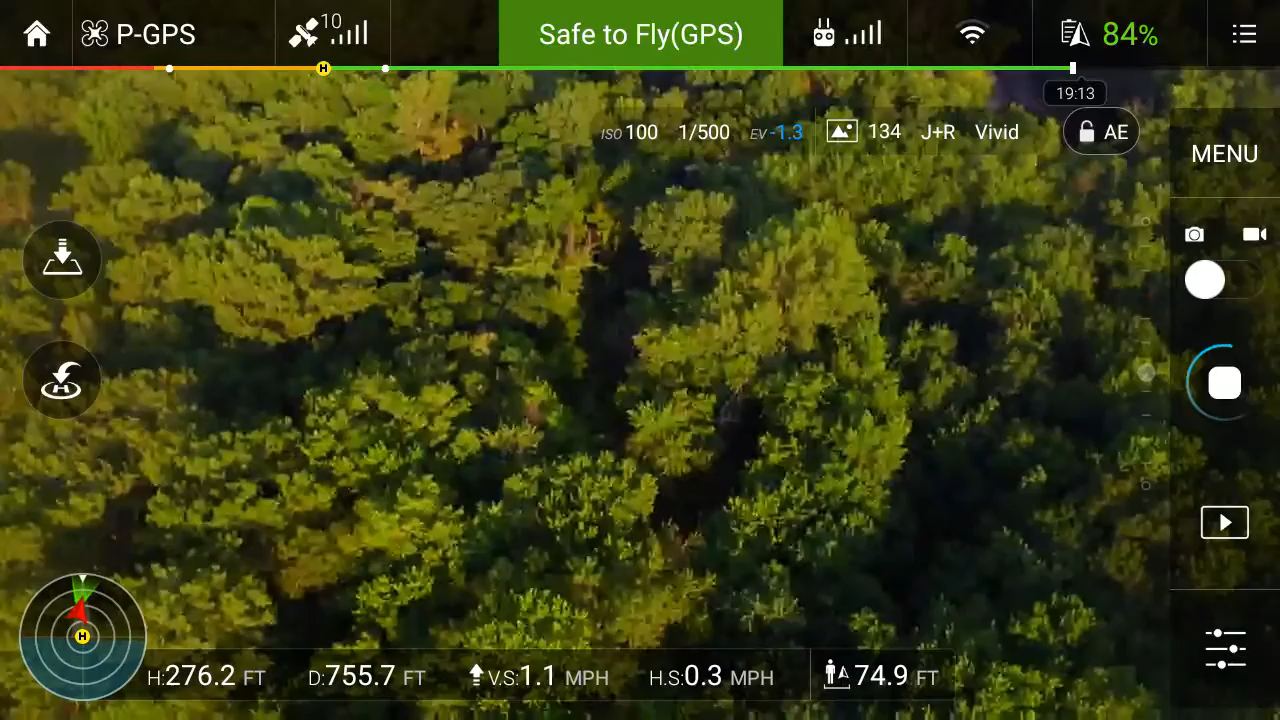 P-GPS
10
Safe to Fly(GPS)
84%
H
19:13
ISO 100 1/500 EV -1.3 134 J+R Vivid AE
MENU
H
H
H:276.2 FT D:755.7 FT V.S:1.1 MPH H.S:0.3 MPH 74.9 FT